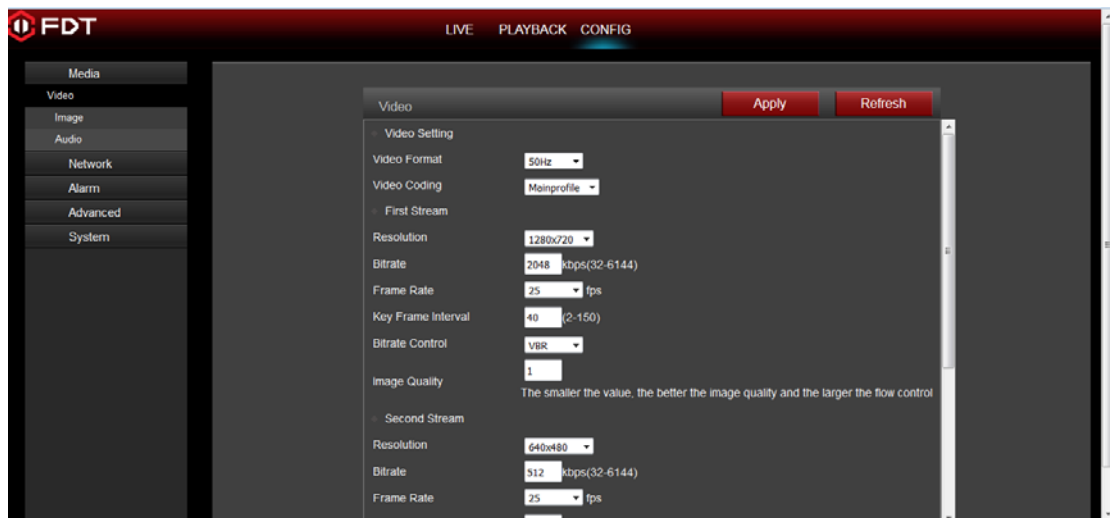 FDT
LIVE PLAYBACK CONFIG
Media
Video
Image
Audio
Network
Alarm
Advanced
System
Video Apply Refresh
Video Setting
Video Format 50Hz
Video Coding Mainprofile
First Stream
Resolution 1280x720
Bitrate 2048 kbps(32-6144)
Frame Rate 25 fps
Key Frame Interval 40 (2-150)
Bitrate Control VBR
Image Quality 1
The smaller the value, the better the image quality and the larger the flow control
Second Stream
Resolution 640x480
Bitrate 512 kbps(32-6144)
Frame Rate 25 fps